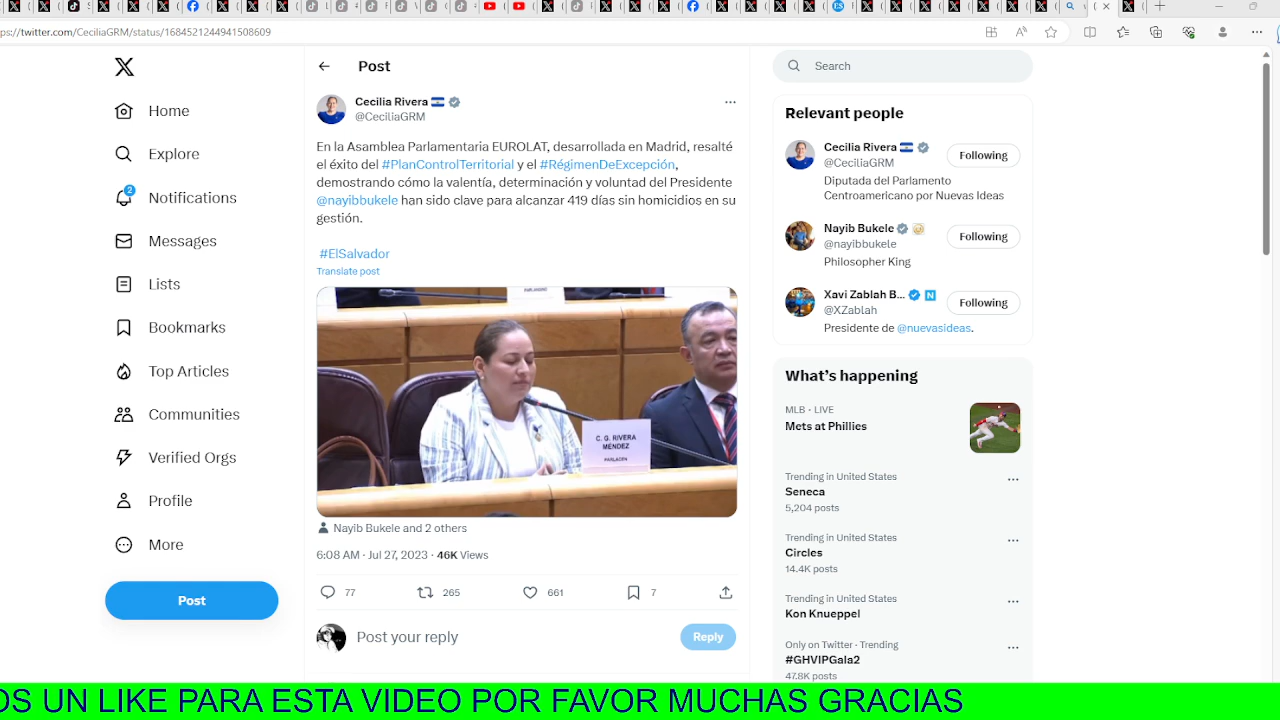 ps://twitter.com/CeciliaGRM/status/1684521244941508609
Home
Explore
2
Notifications
Messages
Lists
Bookmarks
Top Articles
Communities
Verified Orgs
Profile
More
Post
Post
Cecilia Rivera
@CeciliaGRM
En la Asamblea Parlamentaria EUROLAT, desarrollada en Madrid, resalté
el éxito del #PlanControlTerritorial y el #RégimenDeExcepción,
demostrando cómo la valentía, determinación y voluntad del Presidente
@nayibbukele han sido clave para alcanzar 419 días sin homicidios en su
gestión.
#ElSalvador
Translate post
C. G. RIVERA
MÉNDEZ
PARLACEN
Nayib Bukele and 2 others
6:08 AM · Jul 27, 2023 · 46K Views
77 265 661 7
Post your reply
Reply
Search
Relevant people
Cecilia Rivera
@CeciliaGRM
Following
Diputada del Parlamento
Centroamericano por Nuevas Ideas
Nayib Bukele
@nayibbukele
Following
Philosopher King
Xavi Zablah B...
@XZablah
Following
Presidente de @nuevasideas.
What's happening
MLB · LIVE
Mets at Phillies
Trending in United States
Seneca
5,204 posts
Trending in United States
Circles
14.4K posts
Trending in United States
Kon Knueppel
Only on Twitter · Trending
#GHVIPGala2
47.8K posts
OS UN LIKE PARA ESTA VIDEO POR FAVOR MUCHAS GRACIAS